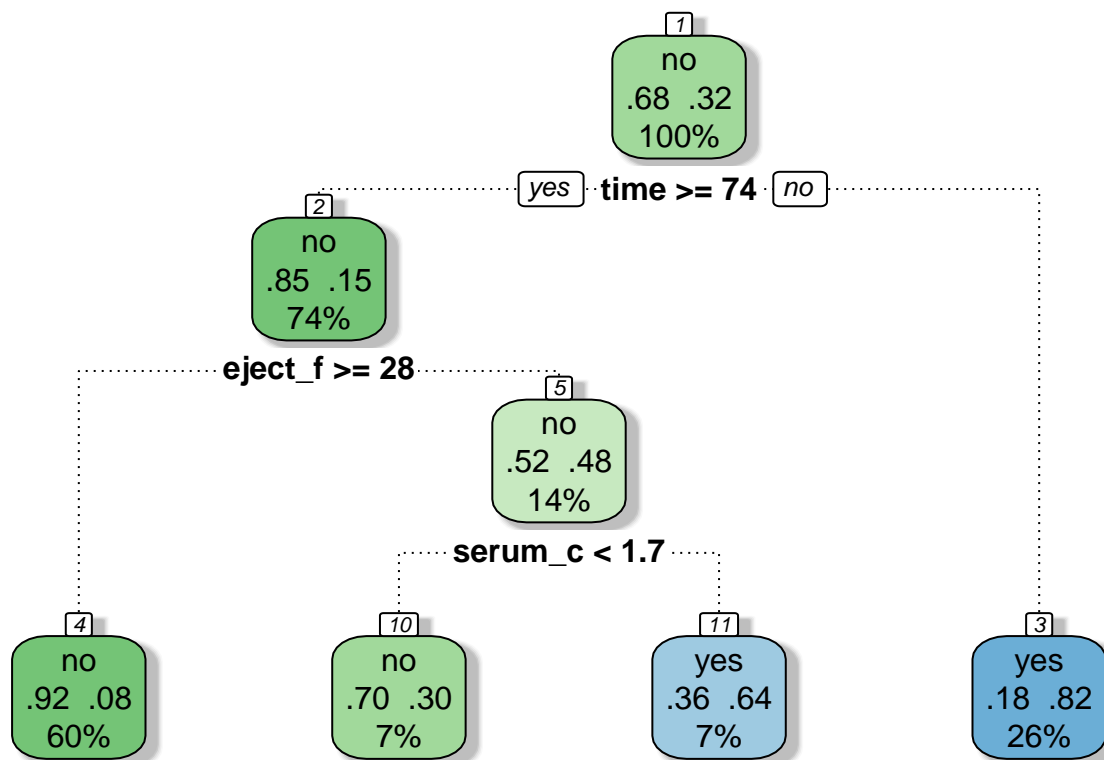 1
no
.68 .32
100%
yes time >= 74 no
2
no
.85 .15
74%
eject_f >= 28
5
no
.52 .48
14%
serum_c < 1.7
4
no
.92 .08
60%
10
no
.70 .30
7%
11
yes
.36 .64
7%
3
yes
.18 .82
26%